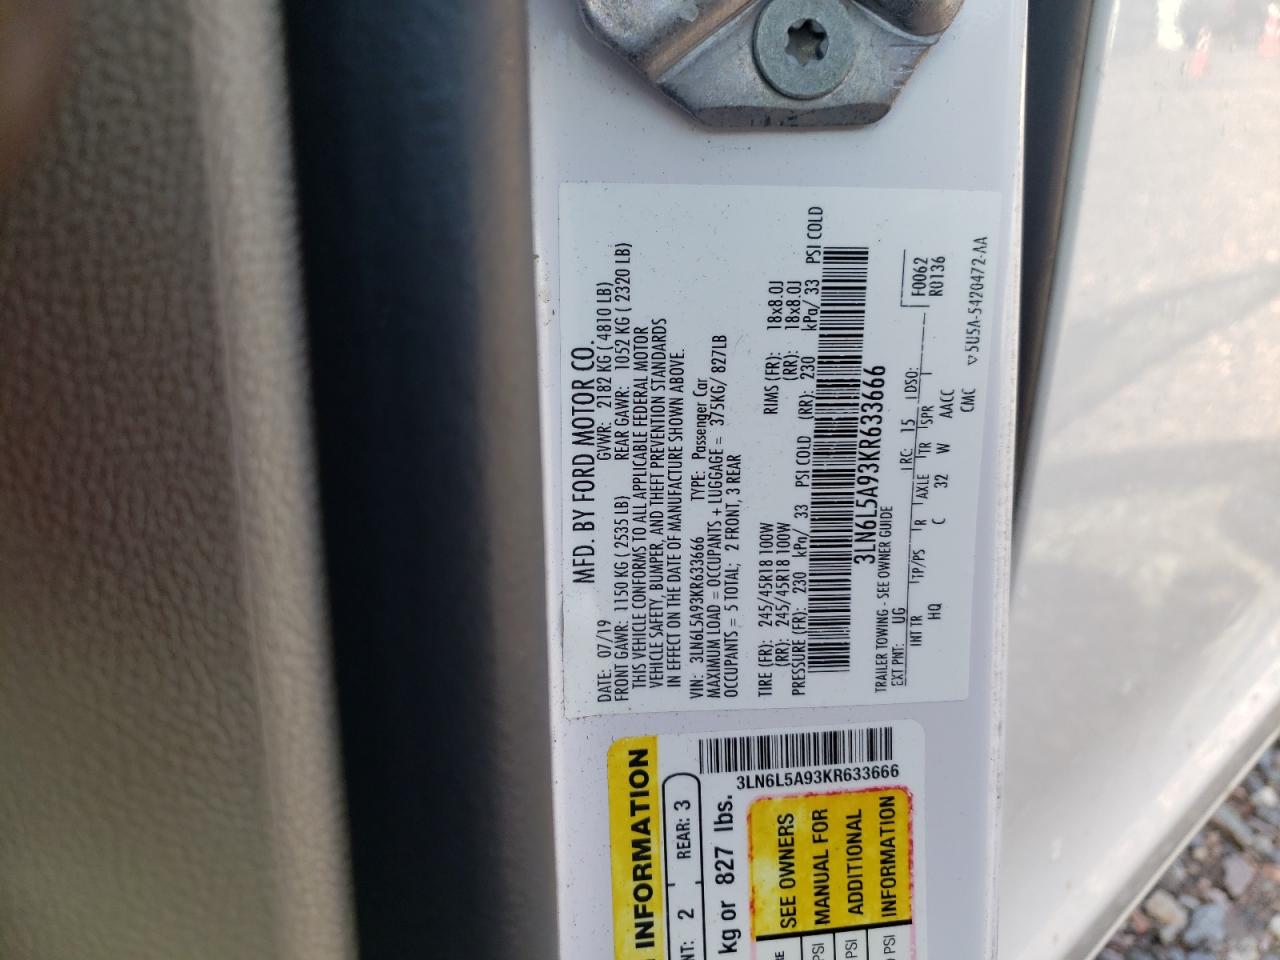 MFD. BY FORD MOTOR CO.
DATE: 07/19 GVWR: 2182 KG ( 4810 LB)
FRONT GAWR: 1150 KG ( 2535 LB) REAR GAWR: 1052 KG ( 2320 LB)
THIS VEHICLE CONFORMS TO ALL APPLICABLE FEDERAL MOTOR
VEHICLE SAFETY, BUMPER, AND THEFT PREVENTION STANDARDS
IN EFFECT ON THE DATE OF MANUFACTURE SHOWN ABOVE.
VIN: 3LN6L5A93KR633666 TYPE: Passenger Car
MAXIMUM LOAD = OCCUPANTS + LUGGAGE = 375KG/ 827LB
OCCUPANTS = 5 TOTAL; 2 FRONT, 3 REAR
TIRE (FR): 245/45R18 100W RIMS (FR): 18x8.0J
(RR): 245/45R18 100W (RR): 18x8.0J
PRESSURE (FR): 230 kPa/ 33 PSI COLD (RR): 230 kPa/ 33 PSI COLD
3LN6L5A93KR633666
TRAILER TOWING - SEE OWNER GUIDE
EXT PNT: UG RC: 15 DSO: F0062
INT TR TP/PS R AXLE TR SPR R0136
HQ C 32 W AACC
CMC
▽5U5A-5420472-AA
INFORMATION
NT: 2 REAR: 3
kg or 827 lbs.
3LN6L5A93KR633666
SEE OWNERS
MANUAL FOR
ADDITIONAL
INFORMATION
PSI
PSI
PSI